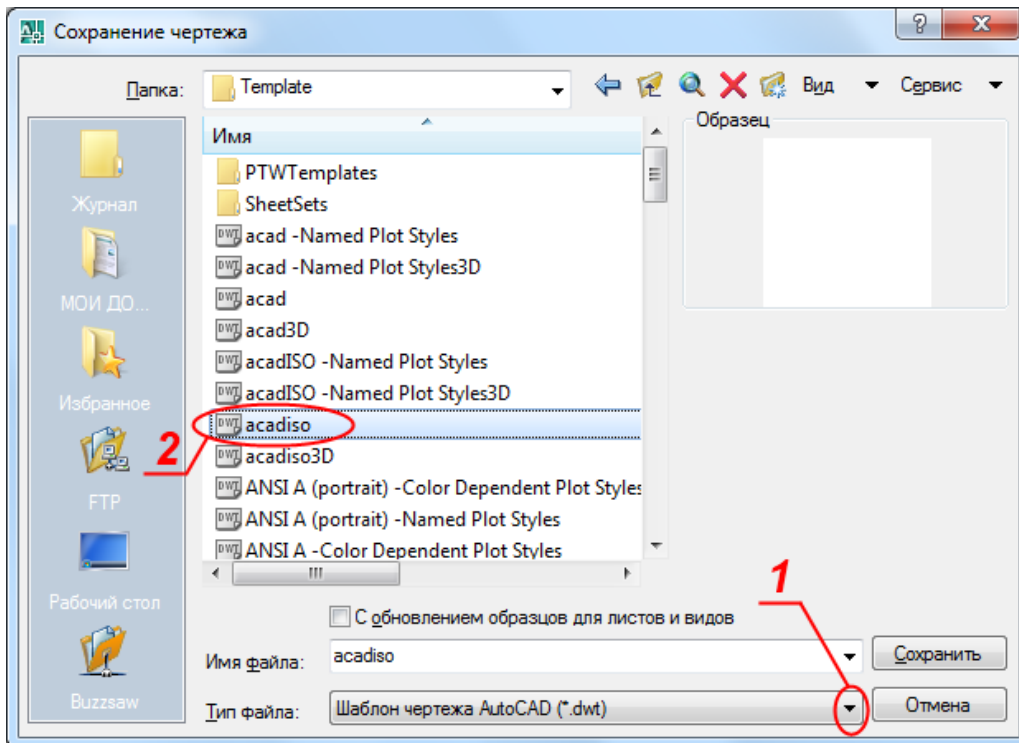 Сохранение чертежа
Папка:
Template
Вид
Сервис
Журнал
МОИ ДО...
Избранное
FTP
Рабочий стол
Buzzsaw
Имя
PTWTemplates
SheetSets
acad -Named Plot Styles
acad -Named Plot Styles3D
acad
acad3D
acadISO -Named Plot Styles
acadISO -Named Plot Styles3D
acadiso
acadiso3D
ANSI A (portrait) -Color Dependent Plot Styles
ANSI A (portrait) -Named Plot Styles
ANSI A -Color Dependent Plot Styles
2
Образец
1
С обновлением образцов для листов и видов
Имя файла:
acadiso
Сохранить
Тип файла:
Шаблон чертежа AutoCAD (*.dwt)
Отмена